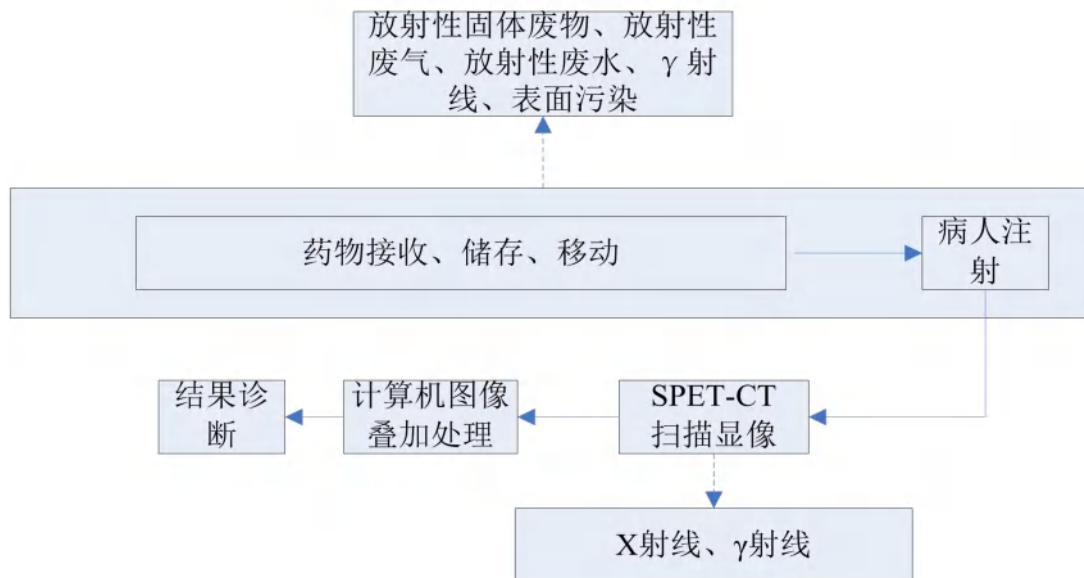 放射性固体废物、放射性
废气、放射性废水、γ射
线、表面污染
药物接收、储存、移动
病人注
射
结果诊
断
计算机图像
叠加处理
SPET-CT
扫描显像
X射线、γ射线